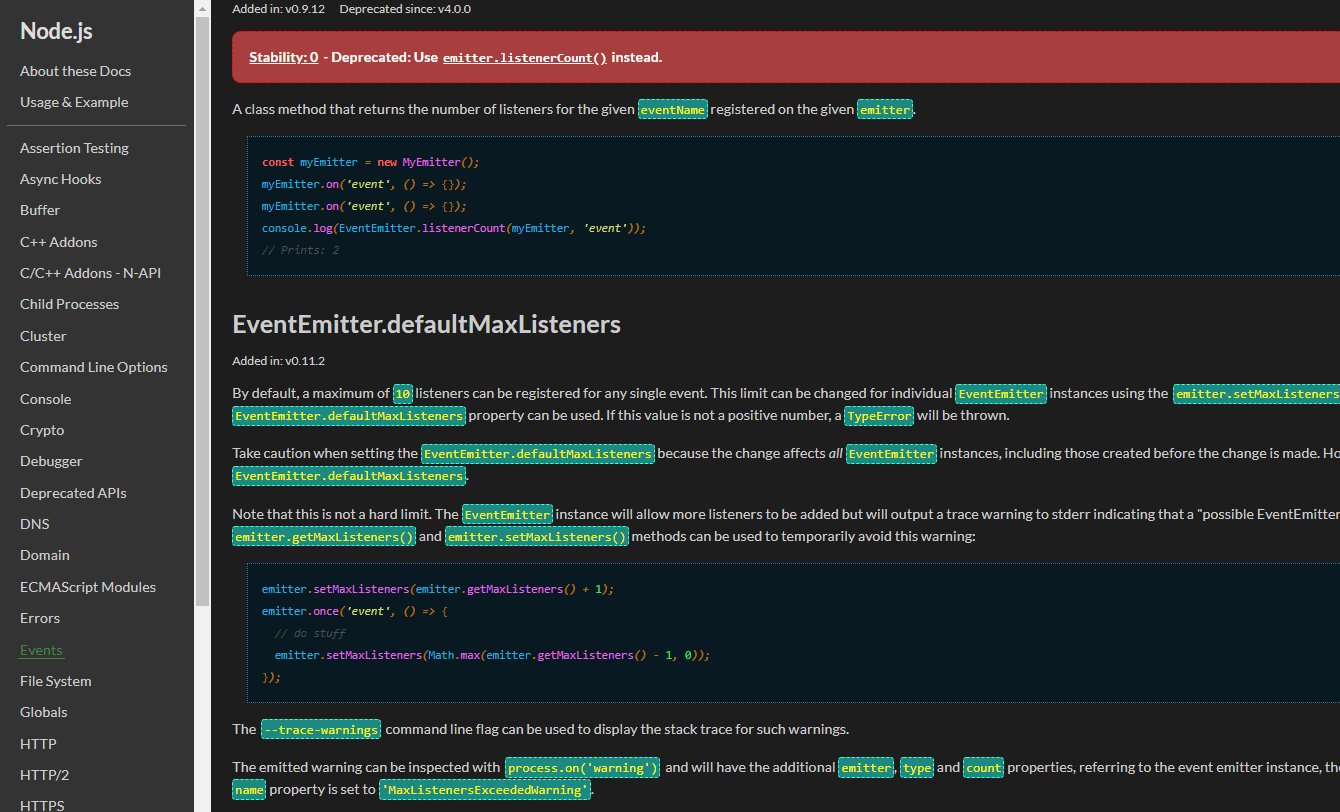 Node.js
About these Docs
Usage & Example
Assertion Testing
Async Hooks
Buffer
C++ Addons
C/C++ Addons - N-API
Child Processes
Cluster
Command Line Options
Console
Crypto
Debugger
Deprecated APIs
DNS
Domain
ECMAScript Modules
Errors
Events
File System
Globals
HTTP
HTTP/2
HTTPS
Added in: v0.9.12 Deprecated since: v4.0.0
Stability: 0 - Deprecated: Use emitter.listenerCount() instead.
A class method that returns the number of listeners for the given eventName registered on the given emitter.
const myEmitter = new MyEmitter();
myEmitter.on('event', () => {});
myEmitter.on('event', () => {});
console.log(EventEmitter.listenerCount(myEmitter, 'event'));
// Prints: 2
EventEmitter.defaultMaxListeners
Added in: v0.11.2
By default, a maximum of 10 listeners can be registered for any single event. This limit can be changed for individual EventEmitter instances using the emitter.setMaxListeners
EventEmitter.defaultMaxListeners property can be used. If this value is not a positive number, a TypeError will be thrown.
Take caution when setting the EventEmitter.defaultMaxListeners because the change affects all EventEmitter instances, including those created before the change is made. Ho
EventEmitter.defaultMaxListeners.
Note that this is not a hard limit. The EventEmitter instance will allow more listeners to be added but will output a trace warning to stderr indicating that a "possible EventEmitter
emitter.getMaxListeners() and emitter.setMaxListeners() methods can be used to temporarily avoid this warning:
emitter.setMaxListeners(emitter.getMaxListeners() + 1);
emitter.once('event', () => {
// do stuff
emitter.setMaxListeners(Math.max(emitter.getMaxListeners() - 1, 0));
});
The --trace-warnings command line flag can be used to display the stack trace for such warnings.
The emitted warning can be inspected with process.on('warning') and will have the additional emitter, type and count properties, referring to the event emitter instance, the
name property is set to 'MaxListenersExceededWarning'.